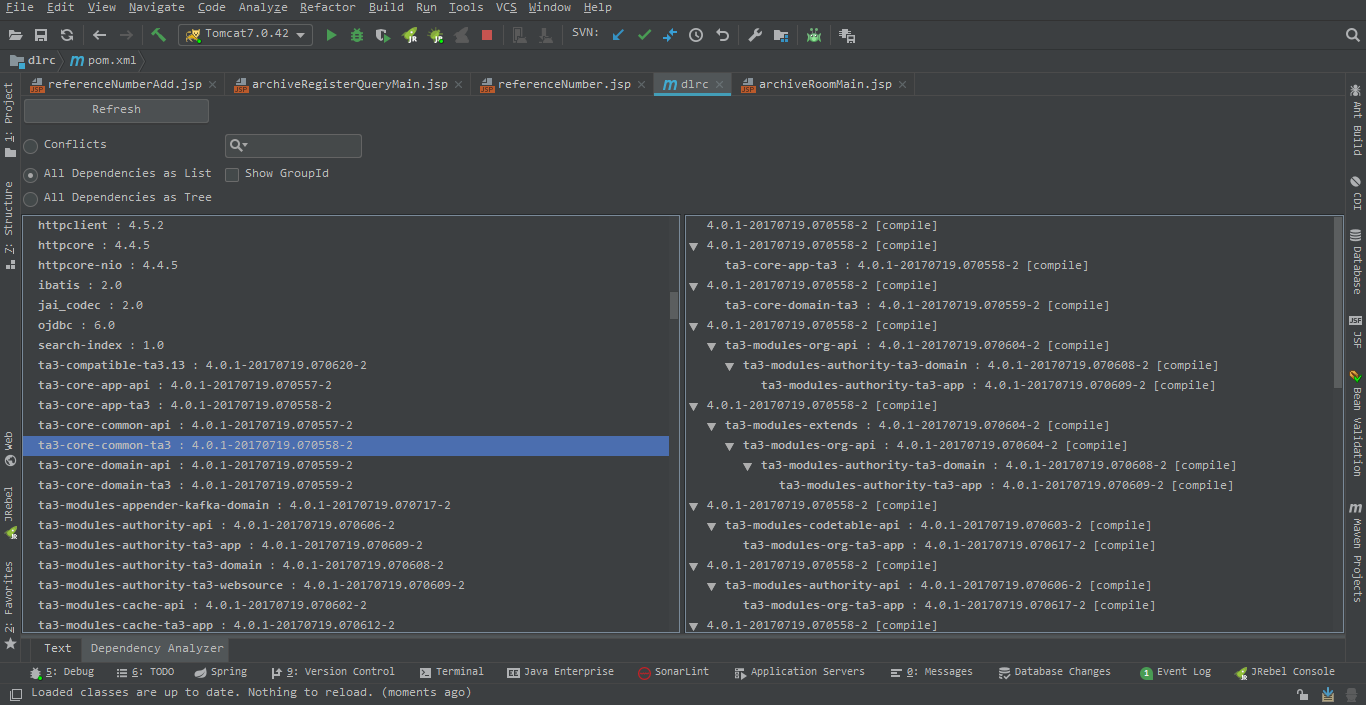 File Edit View Navigate Code Analyze Refactor Build Run Tools VCS Window Help
Tomcat7.0.42 SVN:
dlrc m pom.xml
referenceNumberAdd.jsp archiveRegisterQueryMain.jsp referenceNumber.jsp m dlrc archiveRoomMain.jsp
Refresh
Conflicts
All Dependencies as List Show GroupId
All Dependencies as Tree
httpclient : 4.5.2
httpcore : 4.4.5
httpcore-nio : 4.4.5
ibatis : 2.0
jai_codec : 2.0
ojdbc : 6.0
search-index : 1.0
ta3-compatible-ta3.13 : 4.0.1-20170719.070620-2
ta3-core-app-api : 4.0.1-20170719.070557-2
ta3-core-app-ta3 : 4.0.1-20170719.070558-2
ta3-core-common-api : 4.0.1-20170719.070557-2
ta3-core-common-ta3 : 4.0.1-20170719.070558-2
ta3-core-domain-api : 4.0.1-20170719.070559-2
ta3-core-domain-ta3 : 4.0.1-20170719.070559-2
ta3-modules-appender-kafka-domain : 4.0.1-20170719.070717-2
ta3-modules-authority-api : 4.0.1-20170719.070606-2
ta3-modules-authority-ta3-app : 4.0.1-20170719.070609-2
ta3-modules-authority-ta3-domain : 4.0.1-20170719.070608-2
ta3-modules-authority-ta3-websource : 4.0.1-20170719.070609-2
ta3-modules-cache-api : 4.0.1-20170719.070602-2
ta3-modules-cache-ta3-app : 4.0.1-20170719.070612-2
4.0.1-20170719.070558-2 [compile]
4.0.1-20170719.070558-2 [compile]
ta3-core-app-ta3 : 4.0.1-20170719.070558-2 [compile]
4.0.1-20170719.070558-2 [compile]
ta3-core-domain-ta3 : 4.0.1-20170719.070559-2 [compile]
4.0.1-20170719.070558-2 [compile]
ta3-modules-org-api : 4.0.1-20170719.070604-2 [compile]
ta3-modules-authority-ta3-domain : 4.0.1-20170719.070608-2 [compile]
ta3-modules-authority-ta3-app : 4.0.1-20170719.070609-2 [compile]
4.0.1-20170719.070558-2 [compile]
ta3-modules-extends : 4.0.1-20170719.070604-2 [compile]
ta3-modules-org-api : 4.0.1-20170719.070604-2 [compile]
ta3-modules-authority-ta3-domain : 4.0.1-20170719.070608-2 [compile]
ta3-modules-authority-ta3-app : 4.0.1-20170719.070609-2 [compile]
4.0.1-20170719.070558-2 [compile]
ta3-modules-codetable-api : 4.0.1-20170719.070603-2 [compile]
ta3-modules-org-ta3-app : 4.0.1-20170719.070617-2 [compile]
4.0.1-20170719.070558-2 [compile]
ta3-modules-authority-api : 4.0.1-20170719.070606-2 [compile]
ta3-modules-org-ta3-app : 4.0.1-20170719.070617-2 [compile]
4.0.1-20170719.070558-2 [compile]
1: Project
Z: Structure
Web
JRebel
2: Favorites
Ant Build
CDI
Database
JSF
Bean Validation
Maven Projects
Text Dependency Analyzer
5: Debug 6: TODO Spring 9: Version Control Terminal Java Enterprise SonarLint Application Servers 0: Messages Database Changes 1 Event Log JRebel Console
Loaded classes are up to date. Nothing to reload. (moments ago)